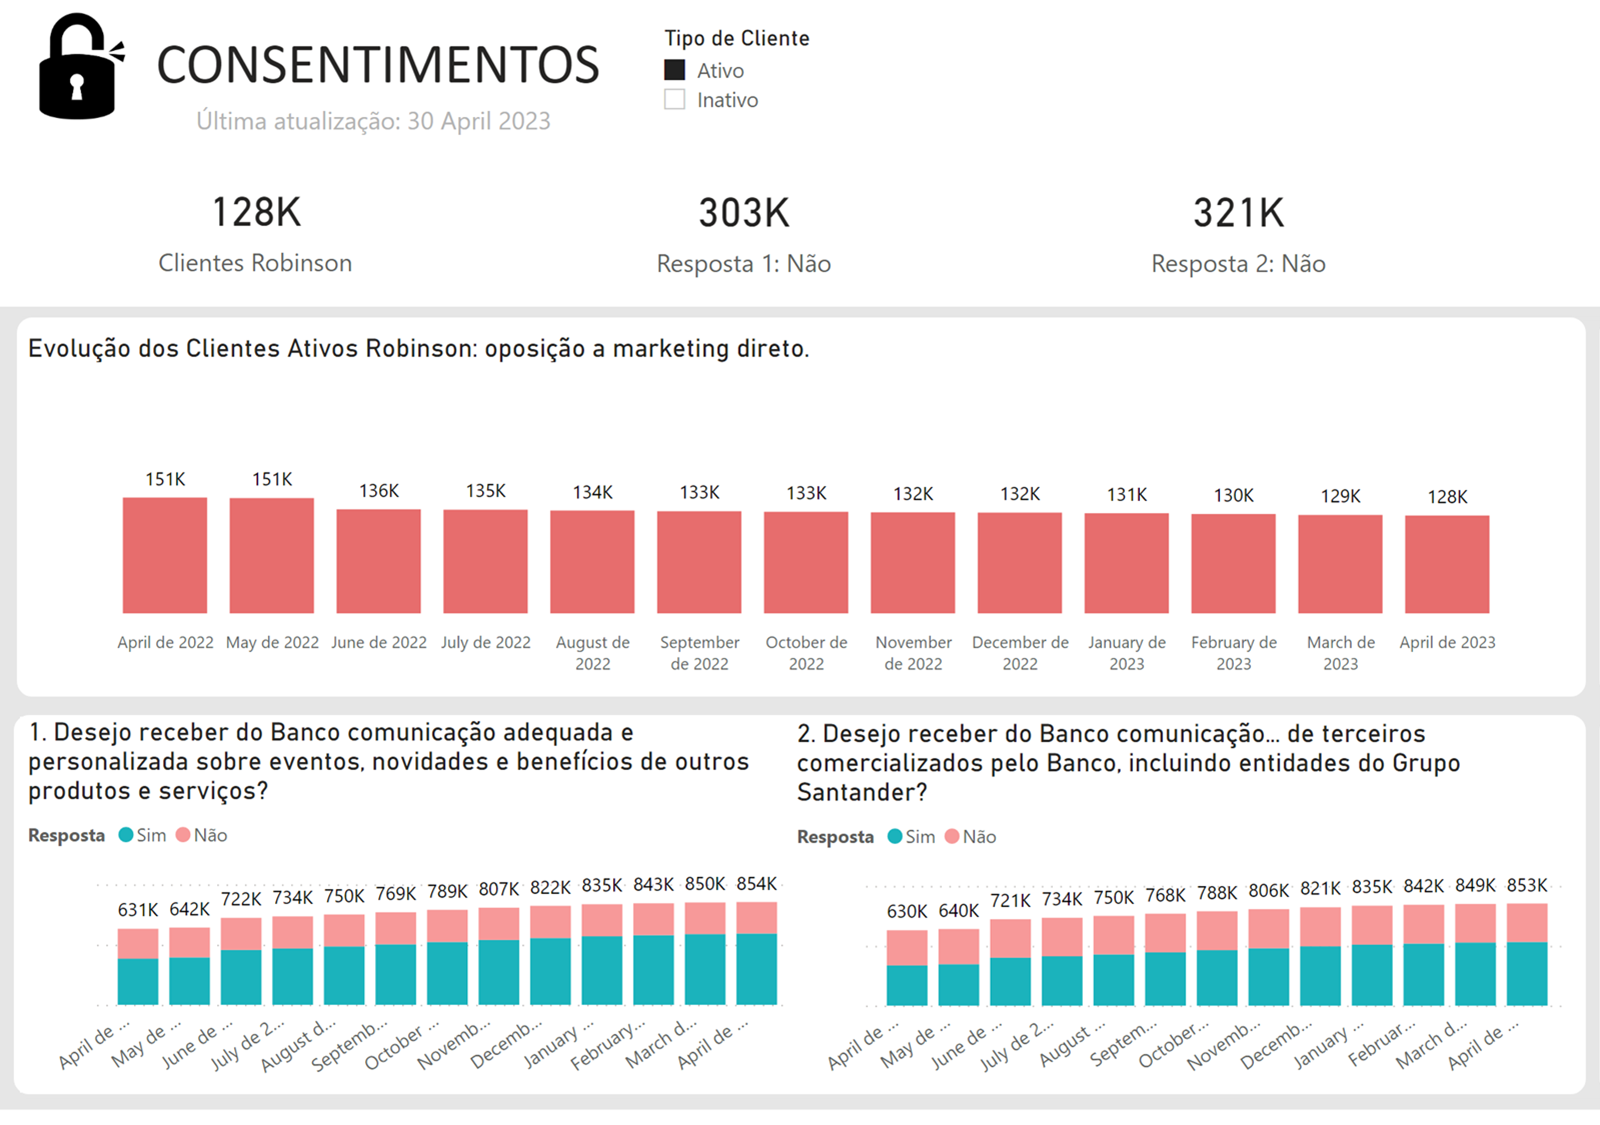 CONSENTIMENTOS
Última atualização: 30 April 2023
Tipo de Cliente
Ativo
Inativo
128K
Clientes Robinson
303K
Resposta 1: Não
321K
Resposta 2: Não
Evolução dos Clientes Ativos Robinson: oposição a marketing direto.
151K 151K 136K 135K 134K 133K 133K 132K 132K 131K 130K 129K 128K
April de 2022 May de 2022 June de 2022 July de 2022 August de 2022 September de 2022 October de 2022 November de 2022 December de 2022 January de 2023 February de 2023 March de 2023 April de 2023
1. Desejo receber do Banco comunicação adequada e
personalizada sobre eventos, novidades e benefícios de outros
produtos e serviços?
Resposta Sim Não
631K 642K 722K 734K 750K 769K 789K 807K 822K 835K 843K 850K 854K
April de ... May de ... June de ... July de 2... August d... Septemb... October ... Novemb... Decemb... January ... February... March d... April de ...
2. Desejo receber do Banco comunicação... de terceiros
comercializados pelo Banco, incluindo entidades do Grupo
Santander?
Resposta Sim Não
630K 640K 721K 734K 750K 768K 788K 806K 821K 835K 842K 849K 853K
April de ... May de ... June de ... July de 2... August ... Septem... October... Novemb... Decemb... January ... Februar... March d... April de ...